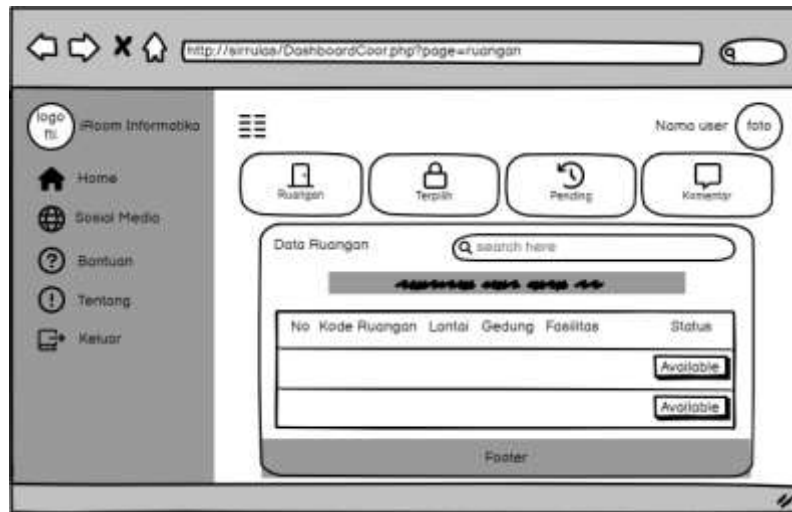 http://sirrulas/DashboardCoor.php?page=ruangan
logo
fti
iRoom Informatika
Home
Sosial Media
Bantuan
Tentang
Keluar
Nama user
foto
Ruangan
Terpilih
Pending
Komentar
Data Ruangan
search here
No Kode Ruangan Lantai Gedung Fasilitas Status
Available
Available
Footer